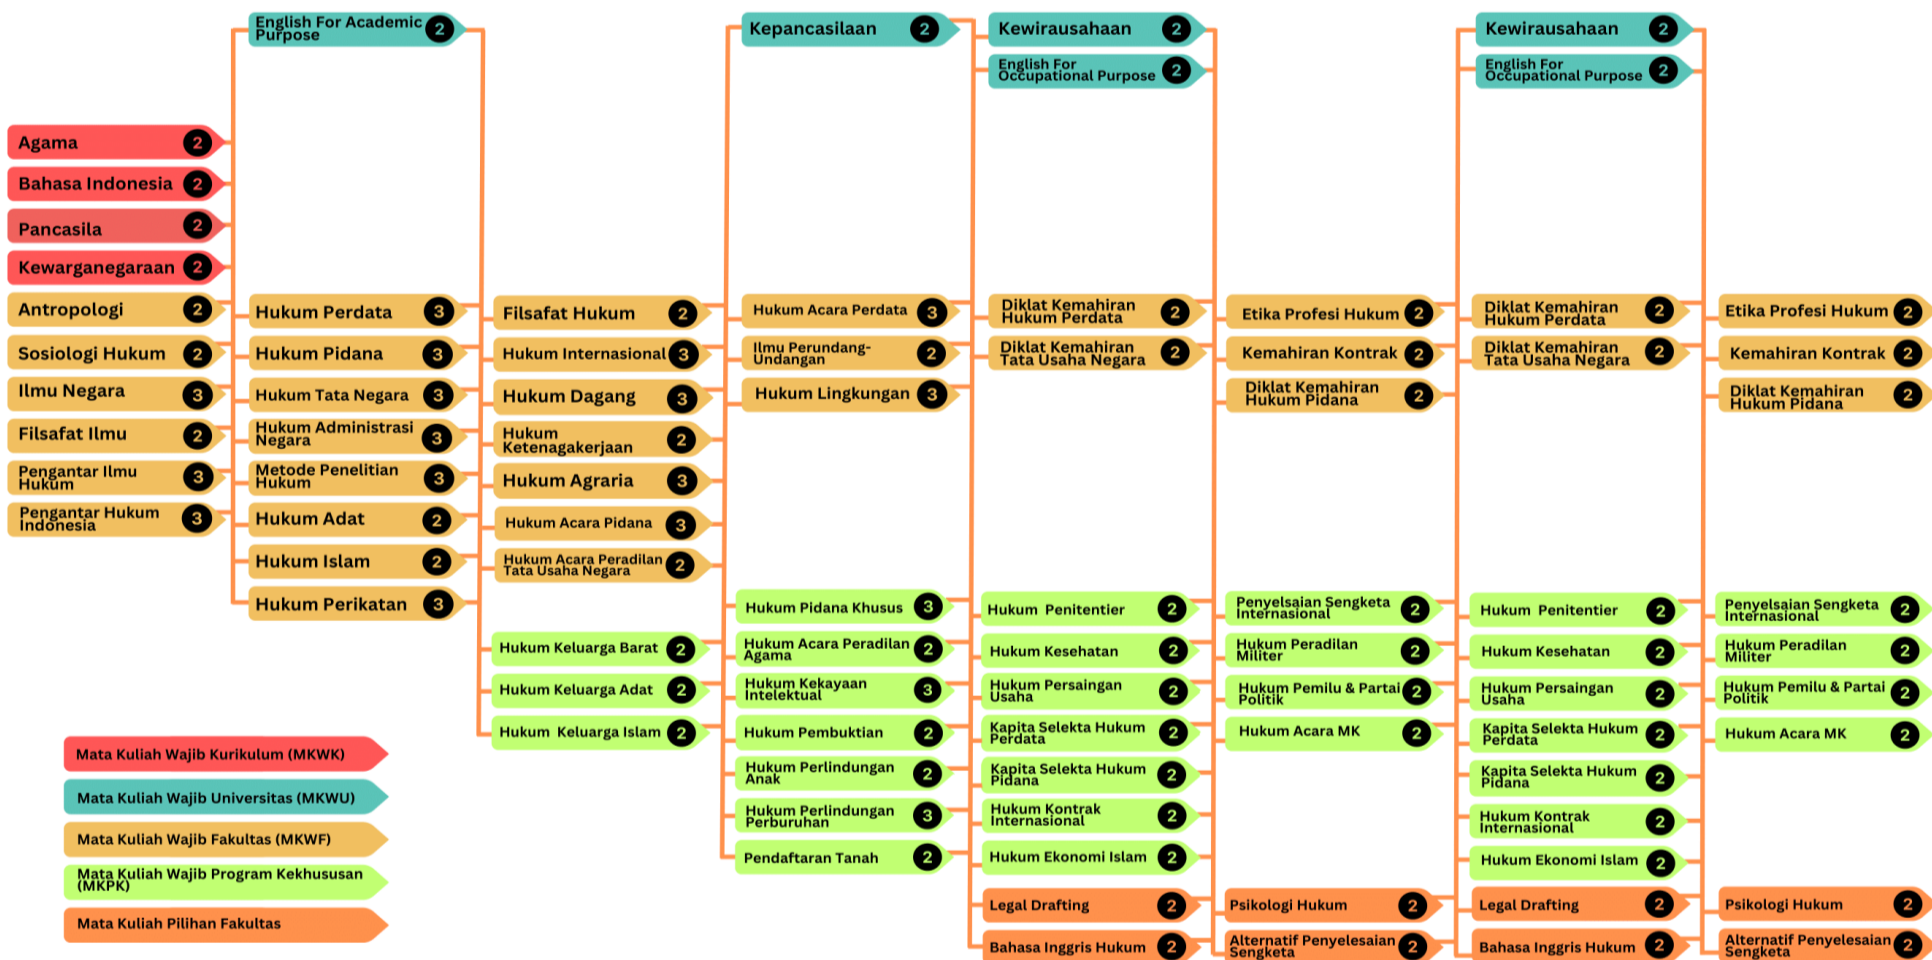 Agama 2
Bahasa Indonesia 2
Pancasila 2
Kewarganegaraan 2
Antropologi 2
Sosiologi Hukum 2
Ilmu Negara 3
Filsafat Ilmu 2
Pengantar Ilmu
Hukum 3
Pengantar Hukum
Indonesia 3
English For Academic
Purpose 2
Hukum Perdata 3
Hukum Pidana 3
Hukum Tata Negara 3
Hukum Administrasi
Negara 3
Metode Penelitian
Hukum 3
Hukum Adat 2
Hukum Islam 2
Hukum Perikatan 3
Filsafat Hukum 2
Hukum Internasional 3
Hukum Dagang 3
Hukum
Ketenagakerjaan 2
Hukum Agraria 3
Hukum Acara Pidana 3
Hukum Acara Peradilan
Tata Usaha Negara 2
Hukum Keluarga Barat 2
Hukum Keluarga Adat 2
Hukum Keluarga Islam 2
Kepancasilaan 2
Hukum Acara Perdata 3
Ilmu Perundang-
Undangan 2
Hukum Lingkungan 3
Hukum Pidana Khusus 3
Hukum Acara Peradilan
Agama 2
Hukum Kekayaan
Intelektual 3
Hukum Pembuktian 2
Hukum Perlindungan
Anak 2
Hukum Perlindungan
Perburuhan 3
Pendaftaran Tanah 2
Kewirausahaan 2
English For
Occupational Purpose 2
Diklat Kemahiran
Hukum Perdata 2
Diklat Kemahiran
Tata Usaha Negara 2
Hukum Penitentier 2
Hukum Kesehatan 2
Hukum Persaingan
Usaha 2
Kapita Selekta Hukum
Perdata 2
Kapita Selekta Hukum
Pidana 2
Hukum Kontrak
Internasional 2
Hukum Ekonomi Islam 2
Legal Drafting 2
Bahasa Inggris Hukum 2
Etika Profesi Hukum 2
Kemahiran Kontrak 2
Diklat Kemahiran
Hukum Pidana 2
Penyelsaian Sengketa
Internasional 2
Hukum Peradilan
Militer 2
Hukum Pemilu & Partai
Politik 2
Hukum Acara MK 2
Psikologi Hukum 2
Alternatif Penyelesaian
Sengketa 2
Kewirausahaan 2
English For
Occupational Purpose 2
Diklat Kemahiran
Hukum Perdata 2
Diklat Kemahiran
Tata Usaha Negara 2
Hukum Penitentier 2
Hukum Kesehatan 2
Hukum Persaingan
Usaha 2
Kapita Selekta Hukum
Perdata 2
Kapita Selekta Hukum
Pidana 2
Hukum Kontrak
Internasional 2
Hukum Ekonomi Islam 2
Legal Drafting 2
Bahasa Inggris Hukum 2
Etika Profesi Hukum 2
Kemahiran Kontrak 2
Diklat Kemahiran
Hukum Pidana 2
Penyelsaian Sengketa
Internasional 2
Hukum Peradilan
Militer 2
Hukum Pemilu & Partai
Politik 2
Hukum Acara MK 2
Psikologi Hukum 2
Alternatif Penyelesaian
Sengketa 2
Mata Kuliah Wajib Kurikulum (MKWK)
Mata Kuliah Wajib Universitas (MKWU)
Mata Kuliah Wajib Fakultas (MKWF)
Mata Kuliah Wajib Program Kekhususan
(MKPK)
Mata Kuliah Pilihan Fakultas